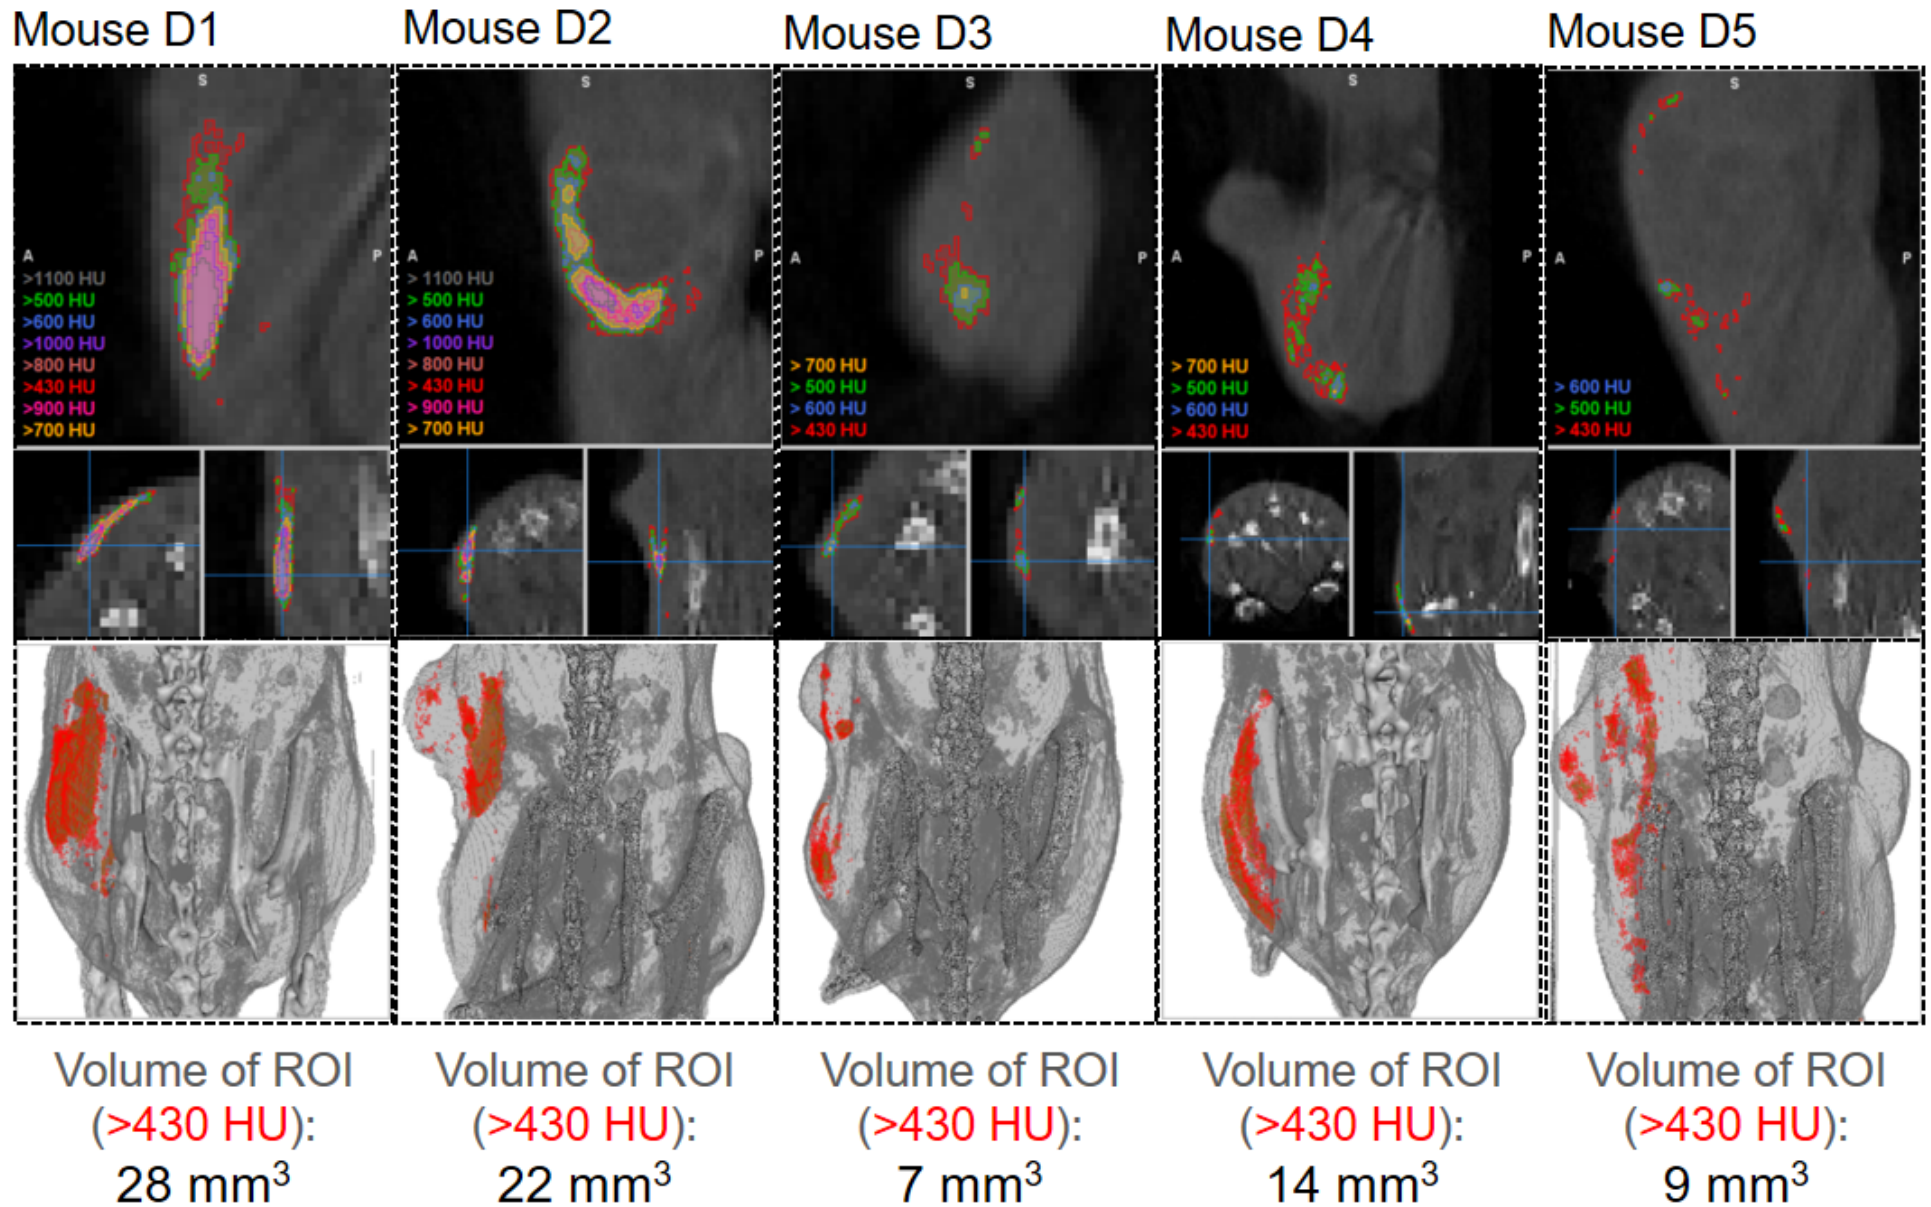 Mouse D1
Mouse D2
Mouse D3
Mouse D4
Mouse D5
S
A
P
>1100 HU
>500 HU
>600 HU
>1000 HU
>800 HU
>430 HU
>900 HU
>700 HU
S
A
P
> 1100 HU
> 500 HU
> 600 HU
> 1000 HU
> 800 HU
> 430 HU
> 900 HU
> 700 HU
S
A
P
> 700 HU
> 500 HU
> 600 HU
> 430 HU
S
A
P
> 700 HU
> 500 HU
> 600 HU
> 430 HU
S
A
P
> 600 HU
> 500 HU
> 430 HU
Volume of ROI
(>430 HU):
28 mm³
Volume of ROI
(>430 HU):
22 mm³
Volume of ROI
(>430 HU):
7 mm³
Volume of ROI
(>430 HU):
14 mm³
Volume of ROI
(>430 HU):
9 mm³